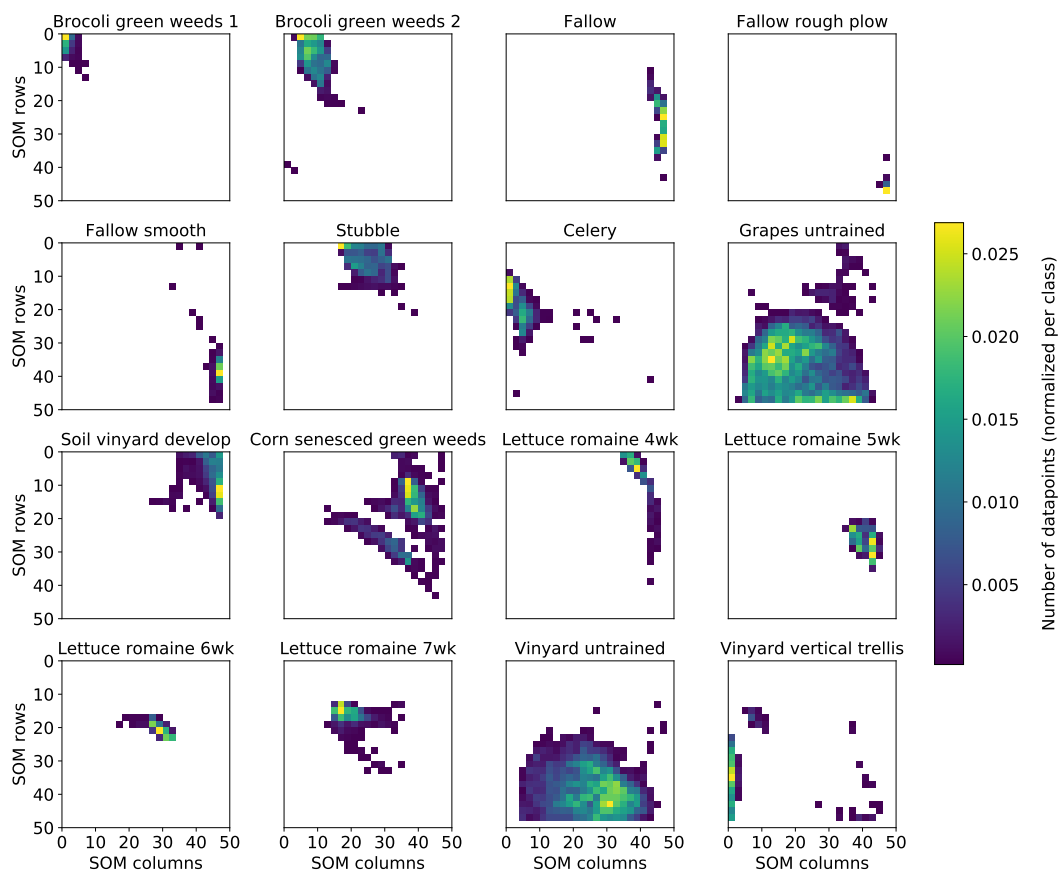 Brocoli green weeds 1
Brocoli green weeds 2
Fallow
Fallow rough plow
0
10
20
30
40
50
SOM rows
Fallow smooth
Stubble
Celery
Grapes untrained
0
10
20
30
40
50
SOM rows
Soil vinyard develop
Corn senesced green weeds
Lettuce romaine 4wk
Lettuce romaine 5wk
0
10
20
30
40
50
SOM rows
Lettuce romaine 6wk
Lettuce romaine 7wk
Vinyard untrained
Vinyard vertical trellis
0
10
20
30
40
50
SOM rows
0 10 20 30 40 50
0 10 20 30 40 50
0 10 20 30 40 50
0 10 20 30 40 50
SOM columns
SOM columns
SOM columns
SOM columns
0.025
0.020
0.015
0.010
0.005
Number of datapoints (normalized per class)